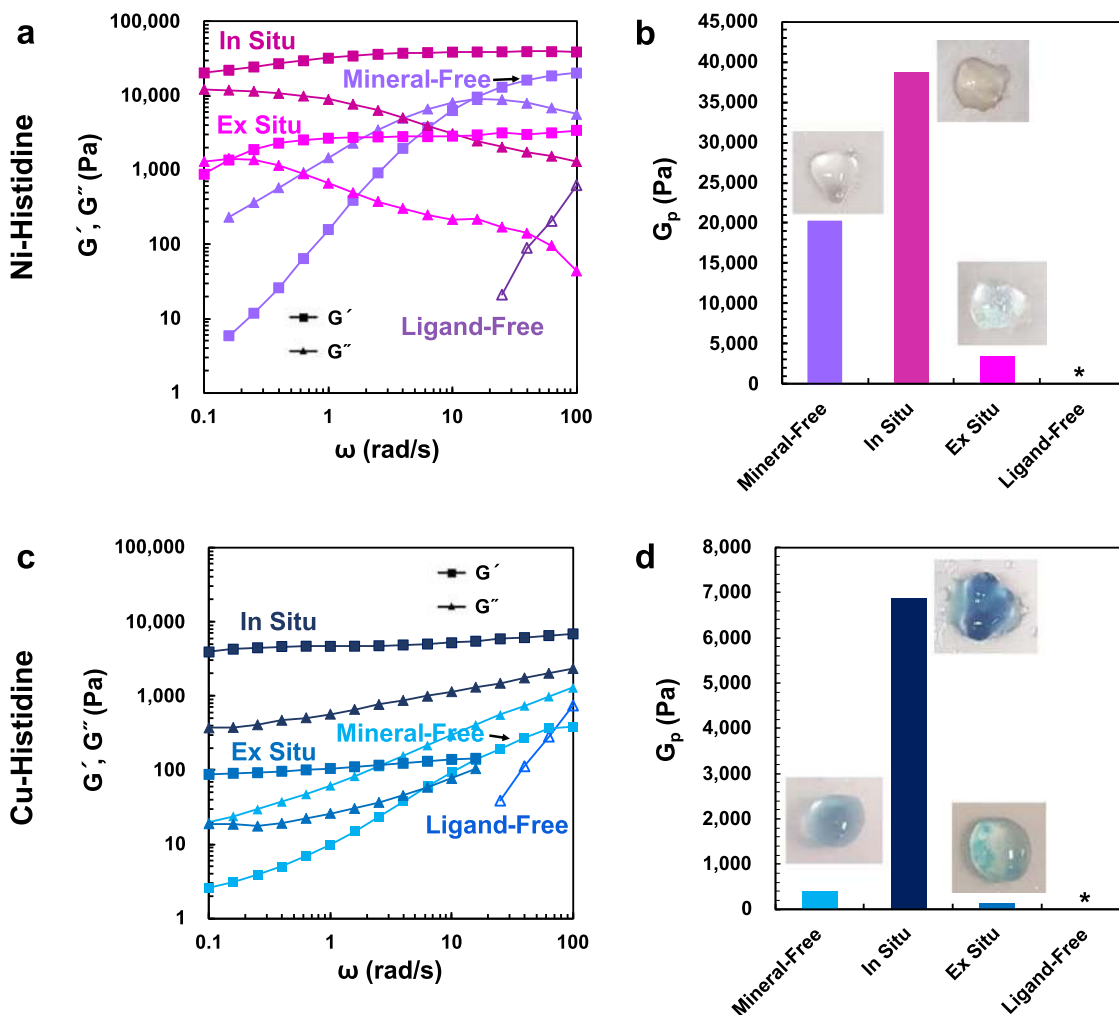 Ni-Histidine
a
G´, G˝ (Pa)
100,000
10,000
1,000
100
10
1
In Situ
Mineral-Free
Ex Situ
Ligand-Free
G´
G˝
0.1
1
10
100
ω (rad/s)
b
Gₚ (Pa)
45,000
40,000
35,000
30,000
25,000
20,000
15,000
10,000
5,000
0
*
Mineral-Free
In Situ
Ex Situ
Ligand-Free
Cu-Histidine
c
G´, G˝ (Pa)
100,000
10,000
1,000
100
10
1
G´
G˝
In Situ
Mineral-Free
Ex Situ
Ligand-Free
0.1
1
10
100
ω (rad/s)
d
Gₚ (Pa)
8,000
7,000
6,000
5,000
4,000
3,000
2,000
1,000
0
*
Mineral-Free
In Situ
Ex Situ
Ligand-Free